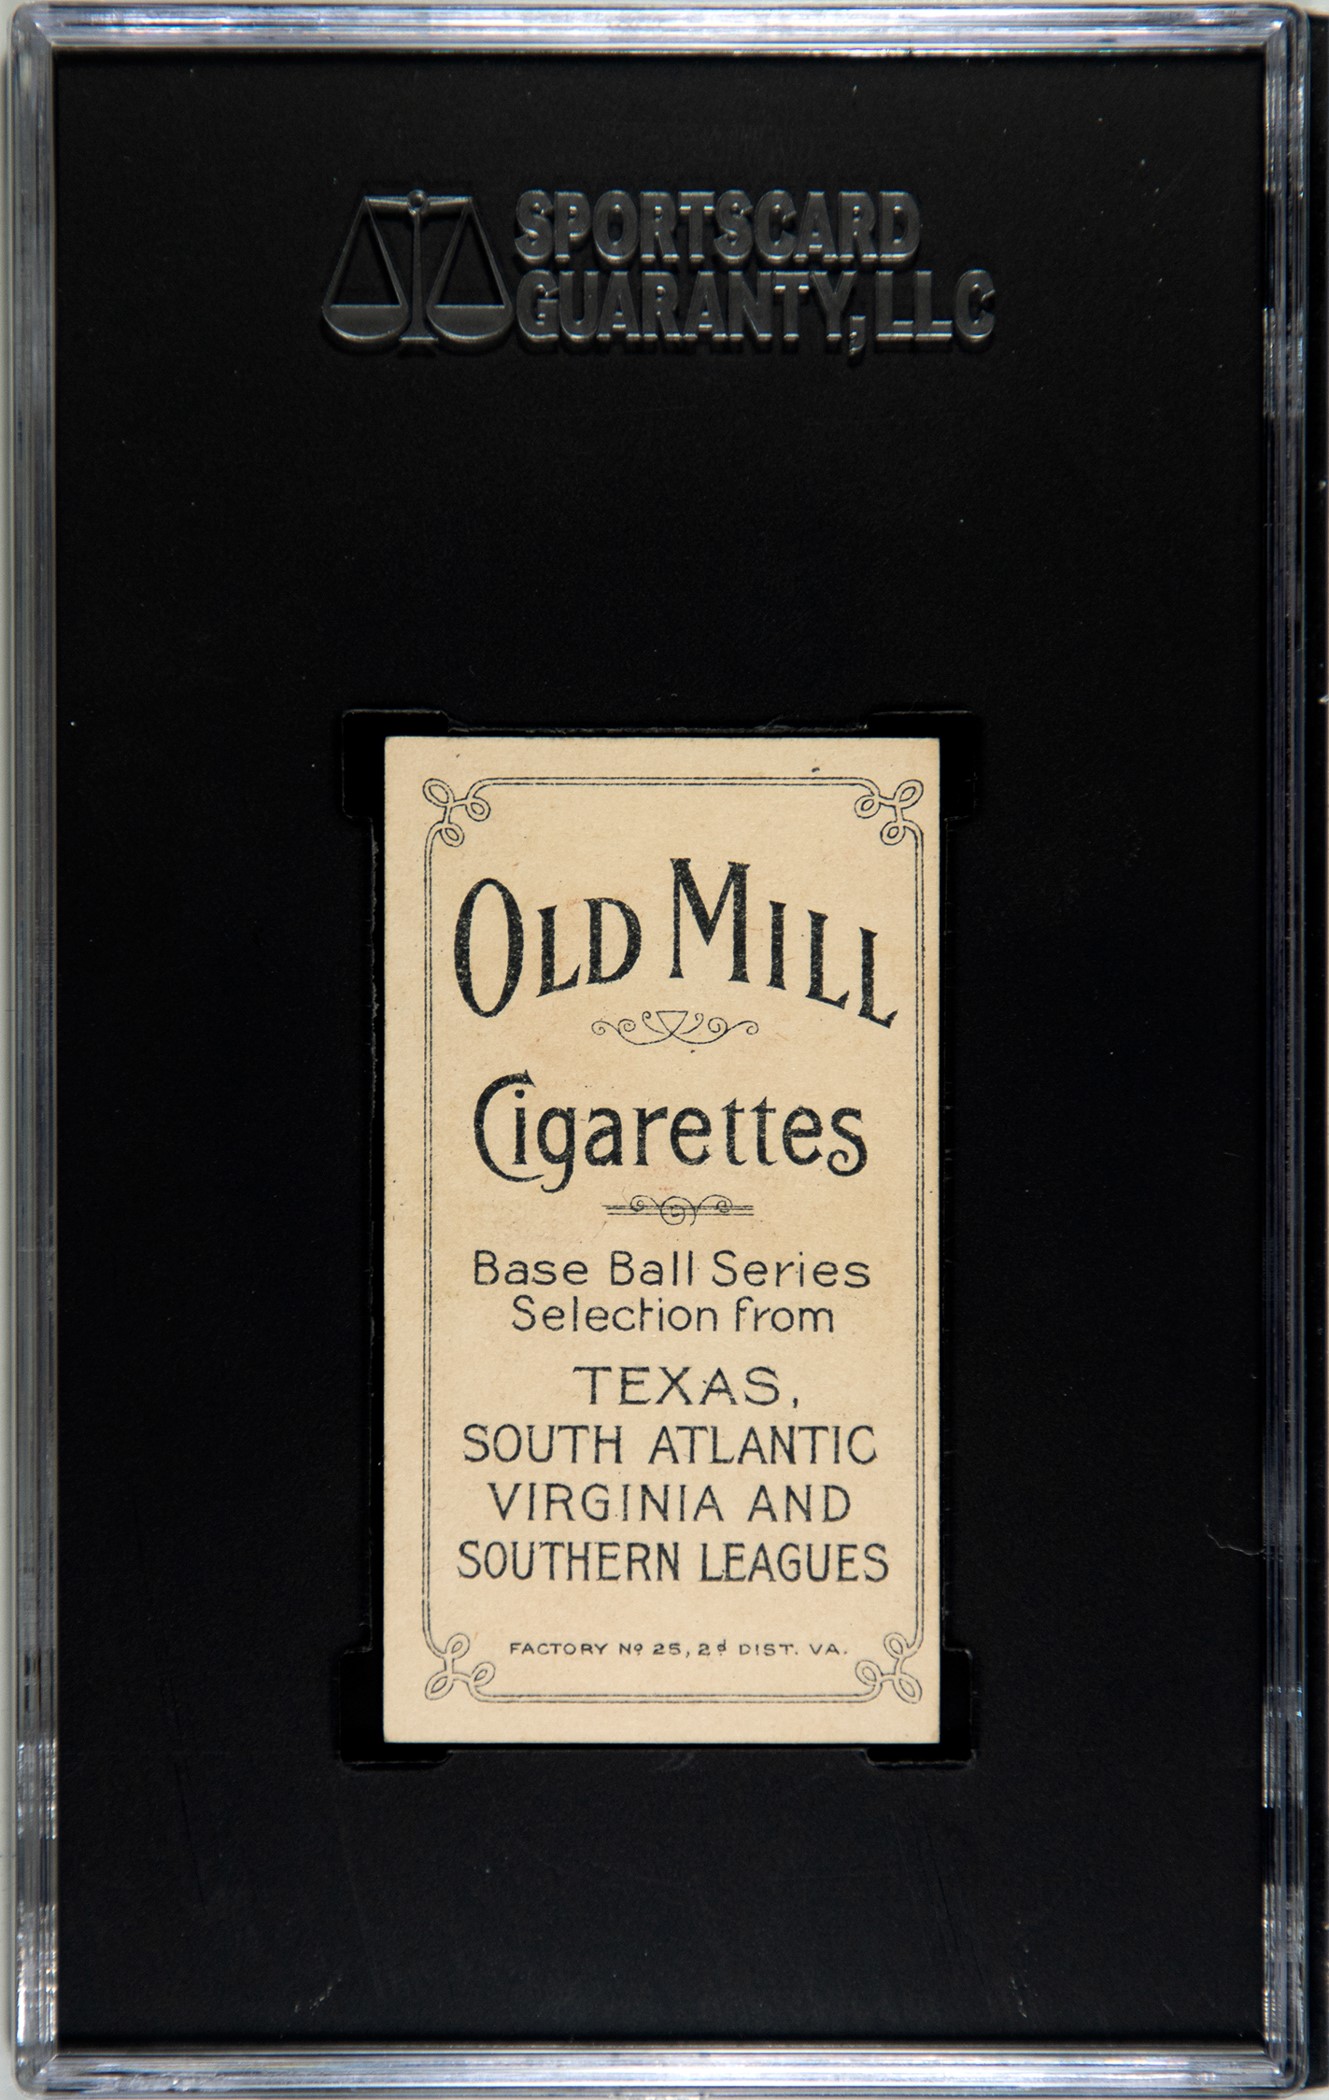 SPORTSCARD
GUARANTY, LLC
OLD MILL
Cigarettes
Base Ball Series
Selection from
TEXAS,
SOUTH ATLANTIC
VIRGINIA AND
SOUTHERN LEAGUES
FACTORY Nº 25, 2d DIST. VA.